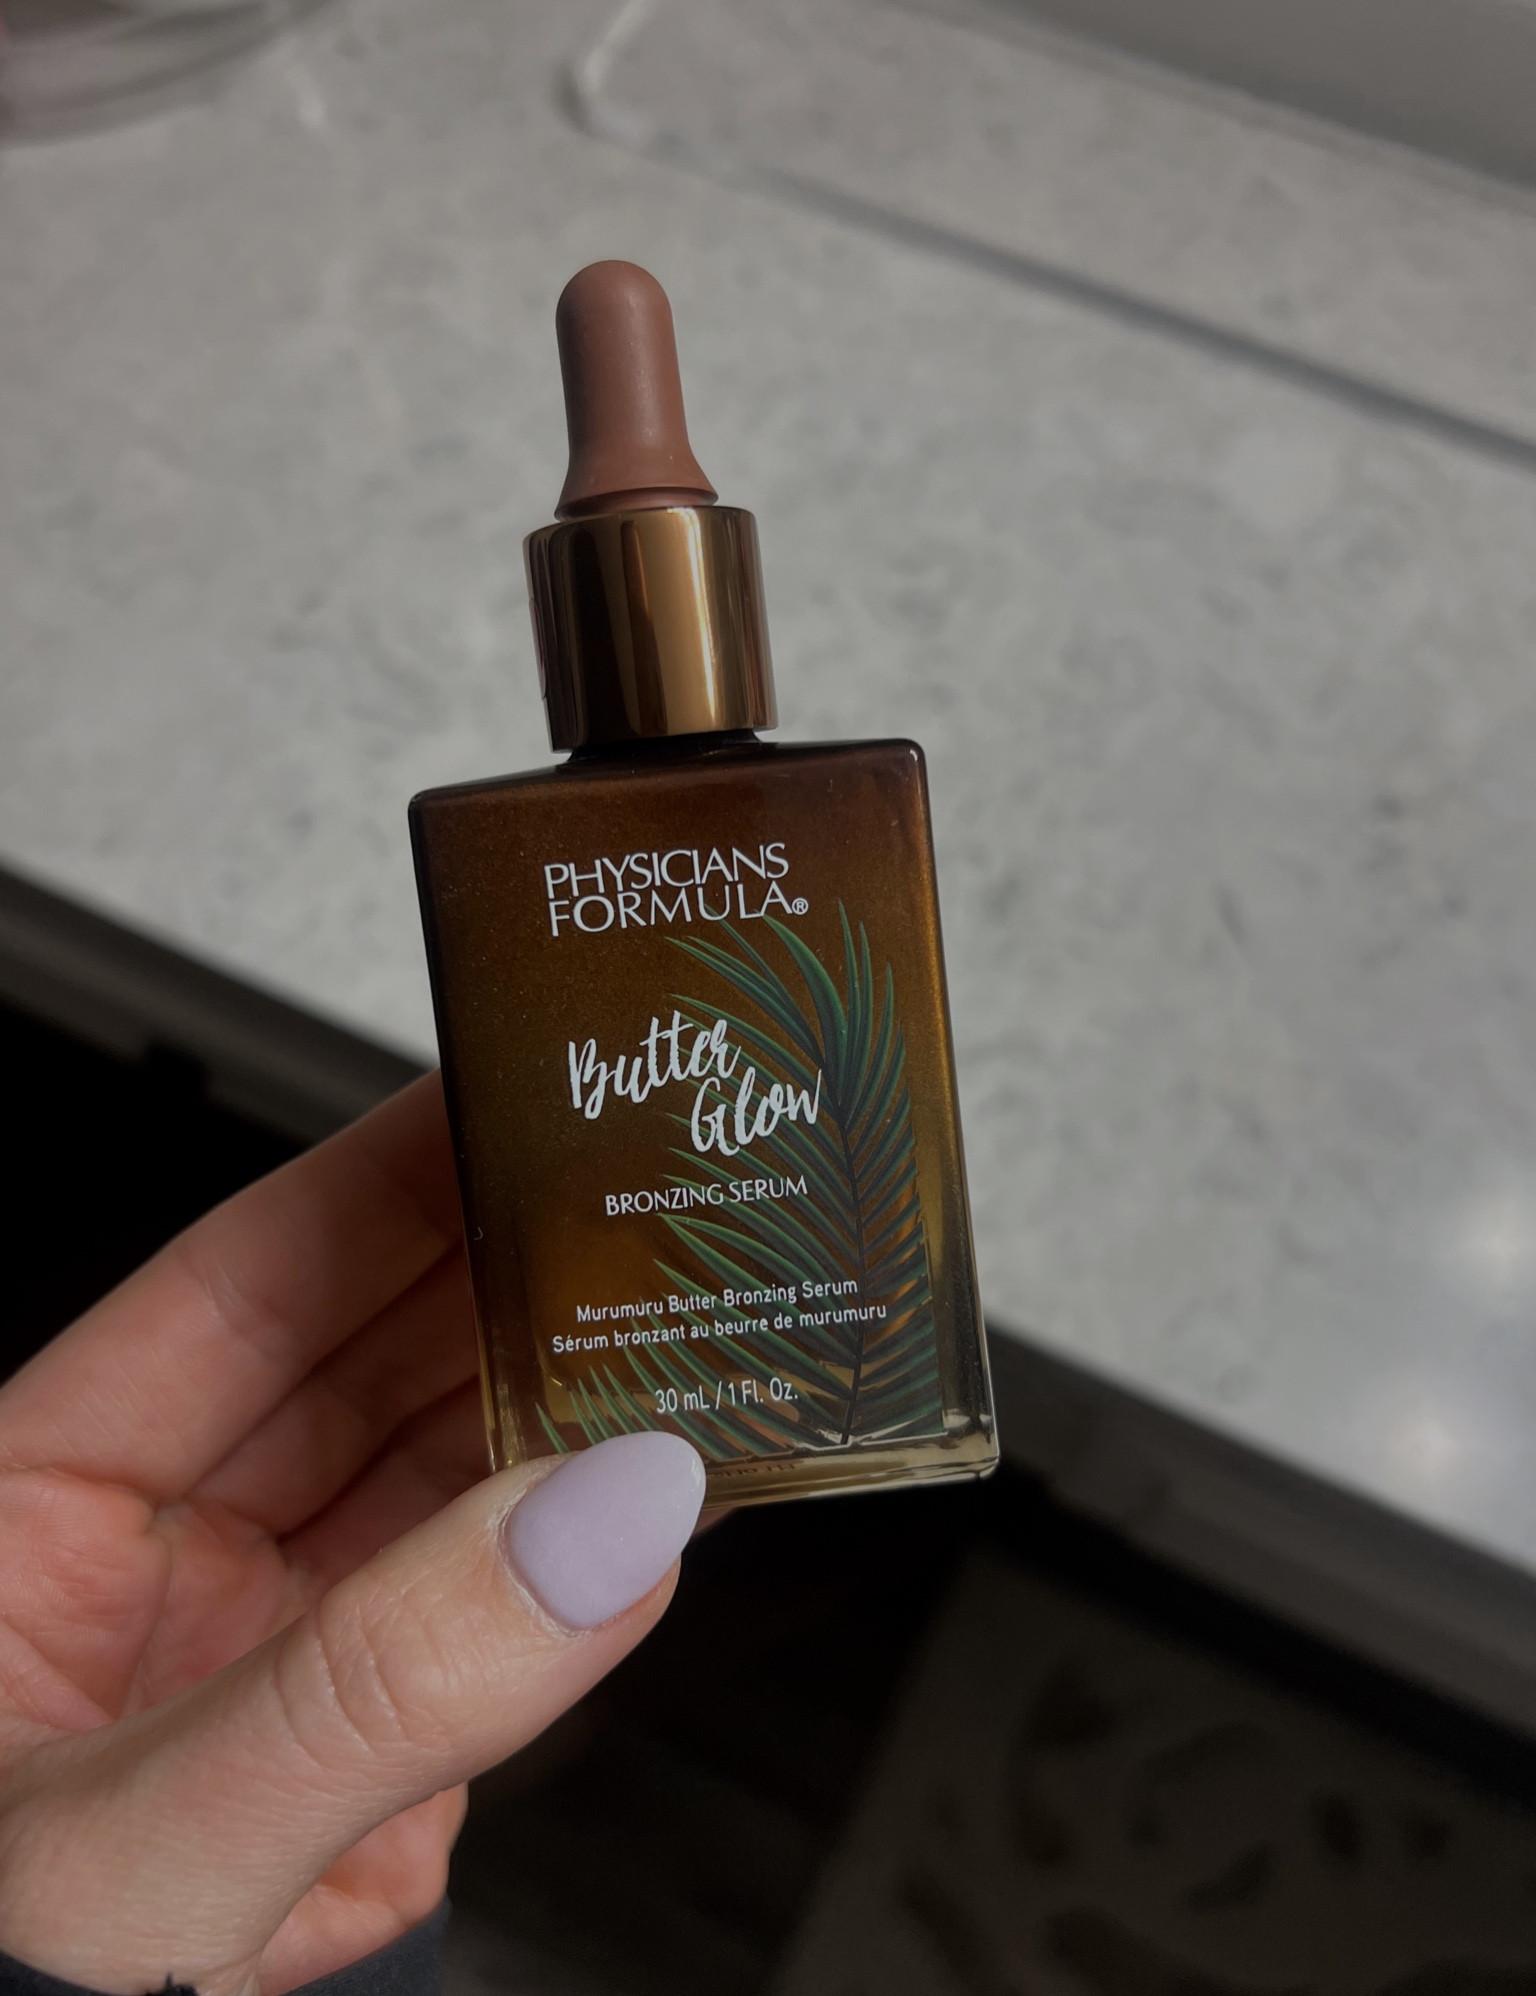 PHYSICIANS
FORMULA®
Butter
Glow
BRONZING SERUM
Murumuru Butter Bronzing Serum
Sérum bronzant au beurre de murumuru
30 mL / 1 Fl. Oz.